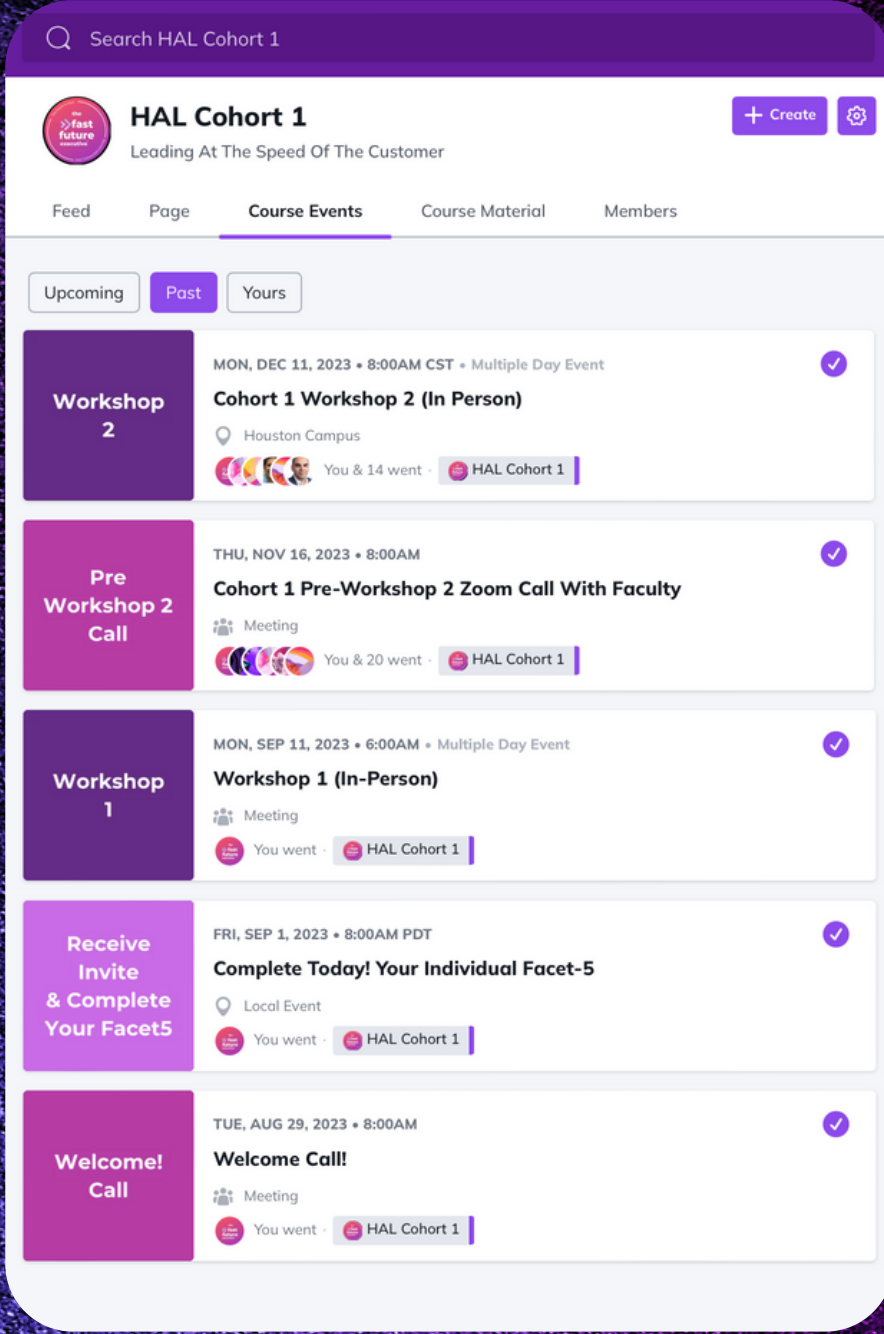 Search HAL Cohort 1
the
fast
future
executive
HAL Cohort 1
Leading At The Speed Of The Customer
+ Create
Feed
Page
Course Events
Course Material
Members
Upcoming
Past
Yours
Workshop
2
MON, DEC 11, 2023 • 8:00AM CST • Multiple Day Event
Cohort 1 Workshop 2 (In Person)
Houston Campus
You & 14 went · HAL Cohort 1
Pre
Workshop 2
Call
THU, NOV 16, 2023 • 8:00AM
Cohort 1 Pre-Workshop 2 Zoom Call With Faculty
Meeting
You & 20 went · HAL Cohort 1
Workshop
1
MON, SEP 11, 2023 • 6:00AM • Multiple Day Event
Workshop 1 (In-Person)
Meeting
You went · HAL Cohort 1
Receive
Invite
& Complete
Your Facet5
FRI, SEP 1, 2023 • 8:00AM PDT
Complete Today! Your Individual Facet-5
Local Event
You went · HAL Cohort 1
Welcome!
Call
TUE, AUG 29, 2023 • 8:00AM
Welcome Call!
Meeting
You went · HAL Cohort 1